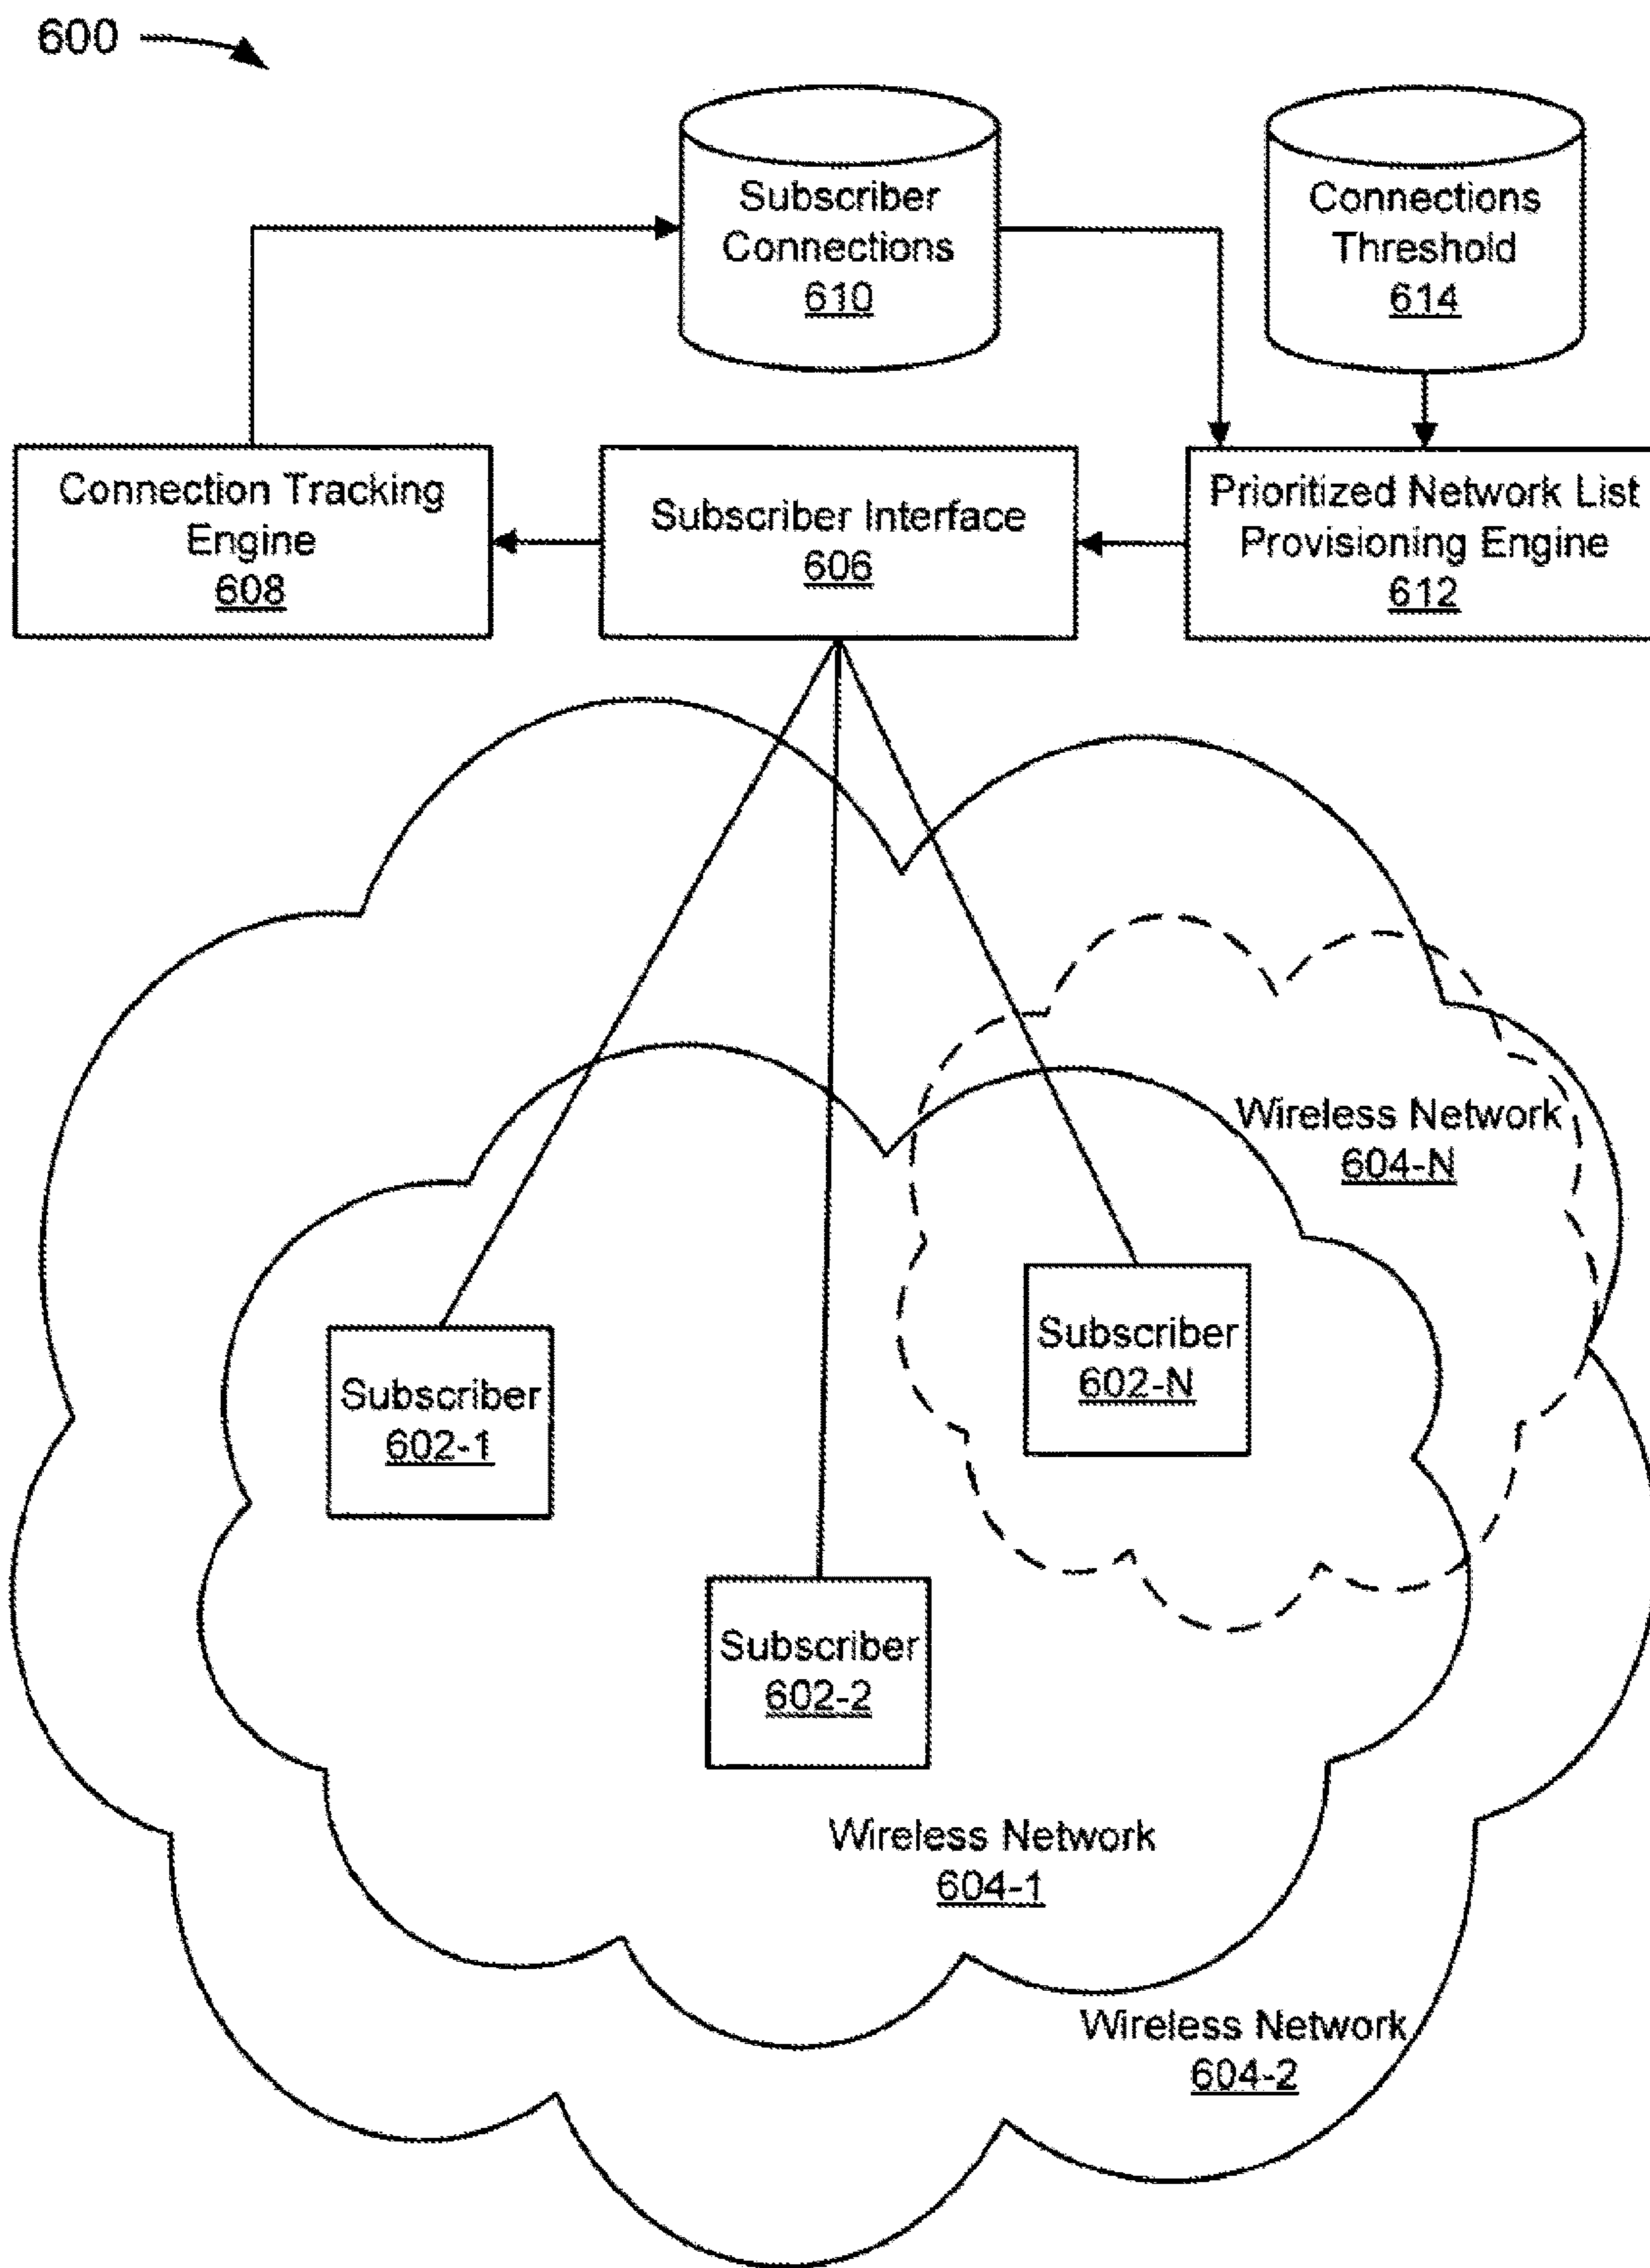 600
Subscriber
Connections
610
Connections
Threshold
614
Connection Tracking
Engine
608
Subscriber Interface
606
Prioritized Network List
Provisioning Engine
612
Wireless Network
604-N
Subscriber
602-N
Subscriber
602-1
Subscriber
602-2
Wireless Network
604-1
Wireless Network
604-2